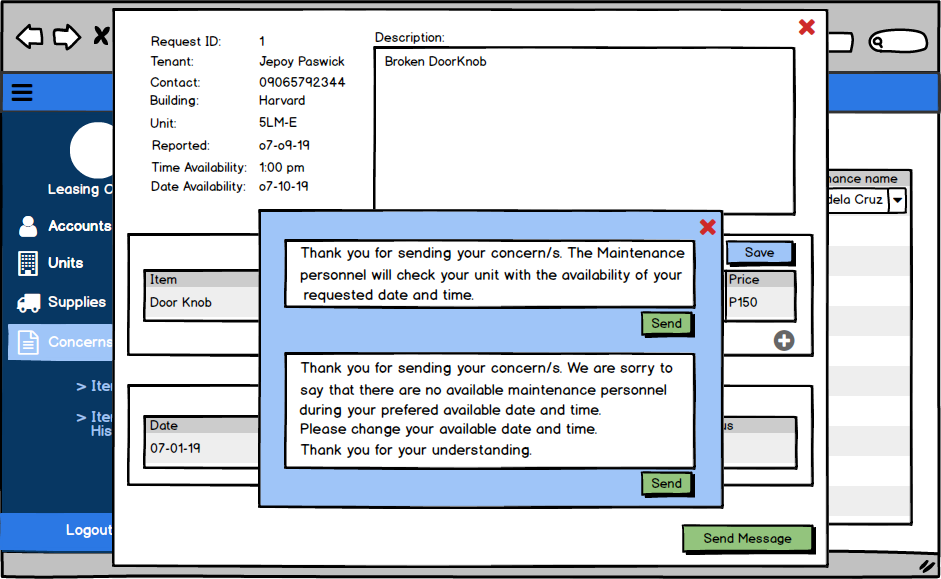 Request ID: 1
Tenant: Jepoy Paswick
Contact: 09065792344
Building: Harvard
Unit: 5LM-E
Reported: 07-09-19
Time Availability: 1:00 pm
Date Availability: 07-10-19
Description:
Broken DoorKnob
Leasing O
Accounts
Units
Supplies
Concerns
> Ite
> Ite
His
Logout
nance name
dela Cruz
Save
Item
Price
Door Knob
P150
Thank you for sending your concern/s. The Maintenance
personnel will check your unit with the availability of your
requested date and time.
Send
Thank you for sending your concern/s. We are sorry to
say that there are no available maintenance personnel
during your prefered available date and time.
Please change your available date and time.
Thank you for your understanding.
Send
Date
us
07-01-19
Send Message